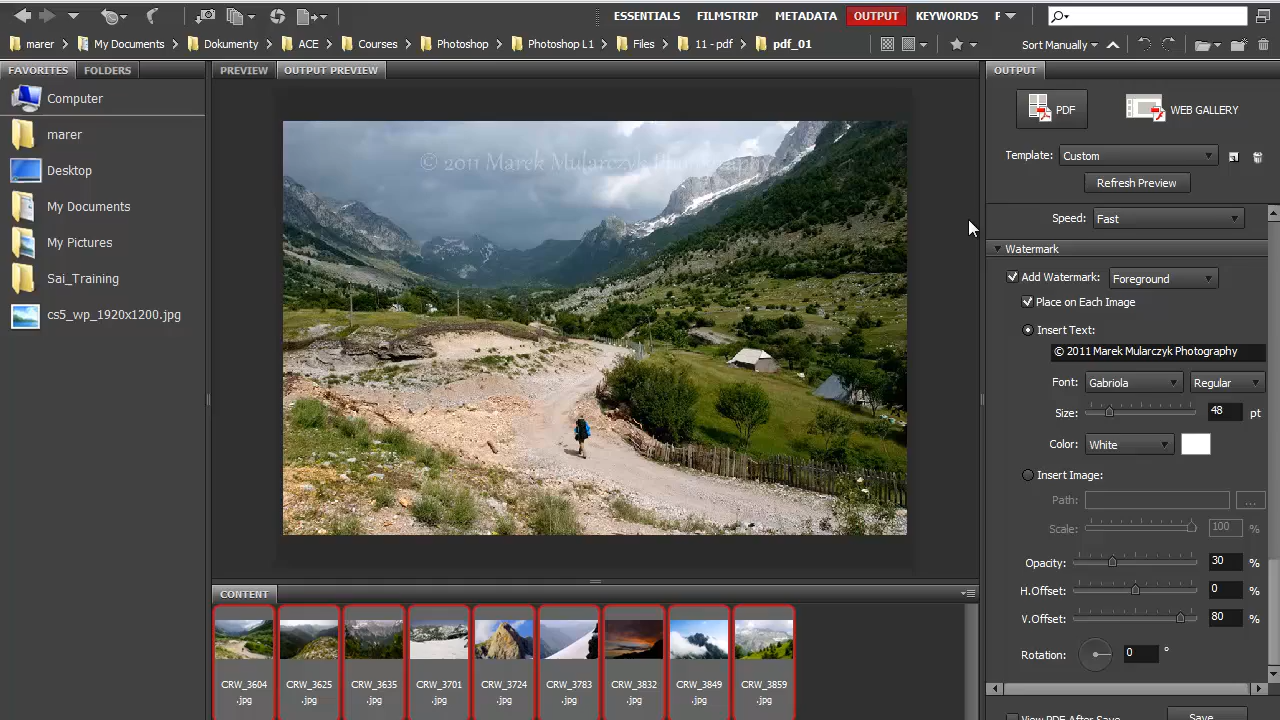 ESSENTIALS FILMSTRIP METADATA OUTPUT KEYWORDS F
marer My Documents Dokumenty ACE Courses Photoshop Photoshop L1 Files 11 - pdf pdf_01 Sort Manually
FAVORITES FOLDERS PREVIEW OUTPUT PREVIEW OUTPUT
Computer
marer
Desktop
My Documents
My Pictures
Sai_Training
cs5_wp_1920x1200.jpg
© 2011 Marek Mularczyk Photography
PDF WEB GALLERY
Template: Custom
Refresh Preview
Speed: Fast
Watermark
Add Watermark: Foreground
Place on Each Image
Insert Text:
© 2011 Marek Mularczyk Photography
Font: Gabriola Regular
Size: 48 pt
Color: White
Insert Image:
Path: ...
Scale: 100 %
Opacity: 30 %
H.Offset: 0 %
V.Offset: 80 %
Rotation: 0 °
View PDF After Save Save
CONTENT
CRW_3604 .jpg
CRW_3625 .jpg
CRW_3635 .jpg
CRW_3701 .jpg
CRW_3724 .jpg
CRW_3783 .jpg
CRW_3832 .jpg
CRW_3849 .jpg
CRW_3859 .jpg